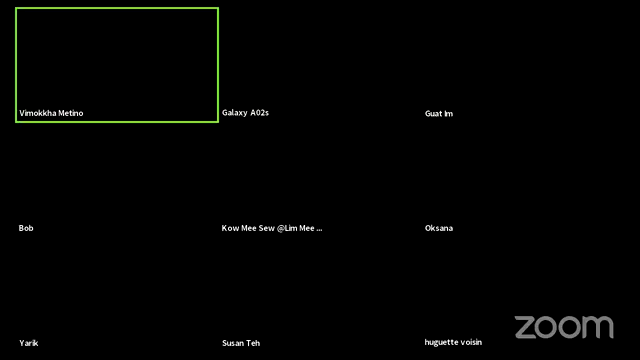 Vimokkha Metino
Galaxy A02s
Guat Im
Bob
Kow Mee Sew @Lim Mee ...
Oksana
Yarik
Susan Teh
huguette voisin
zoom